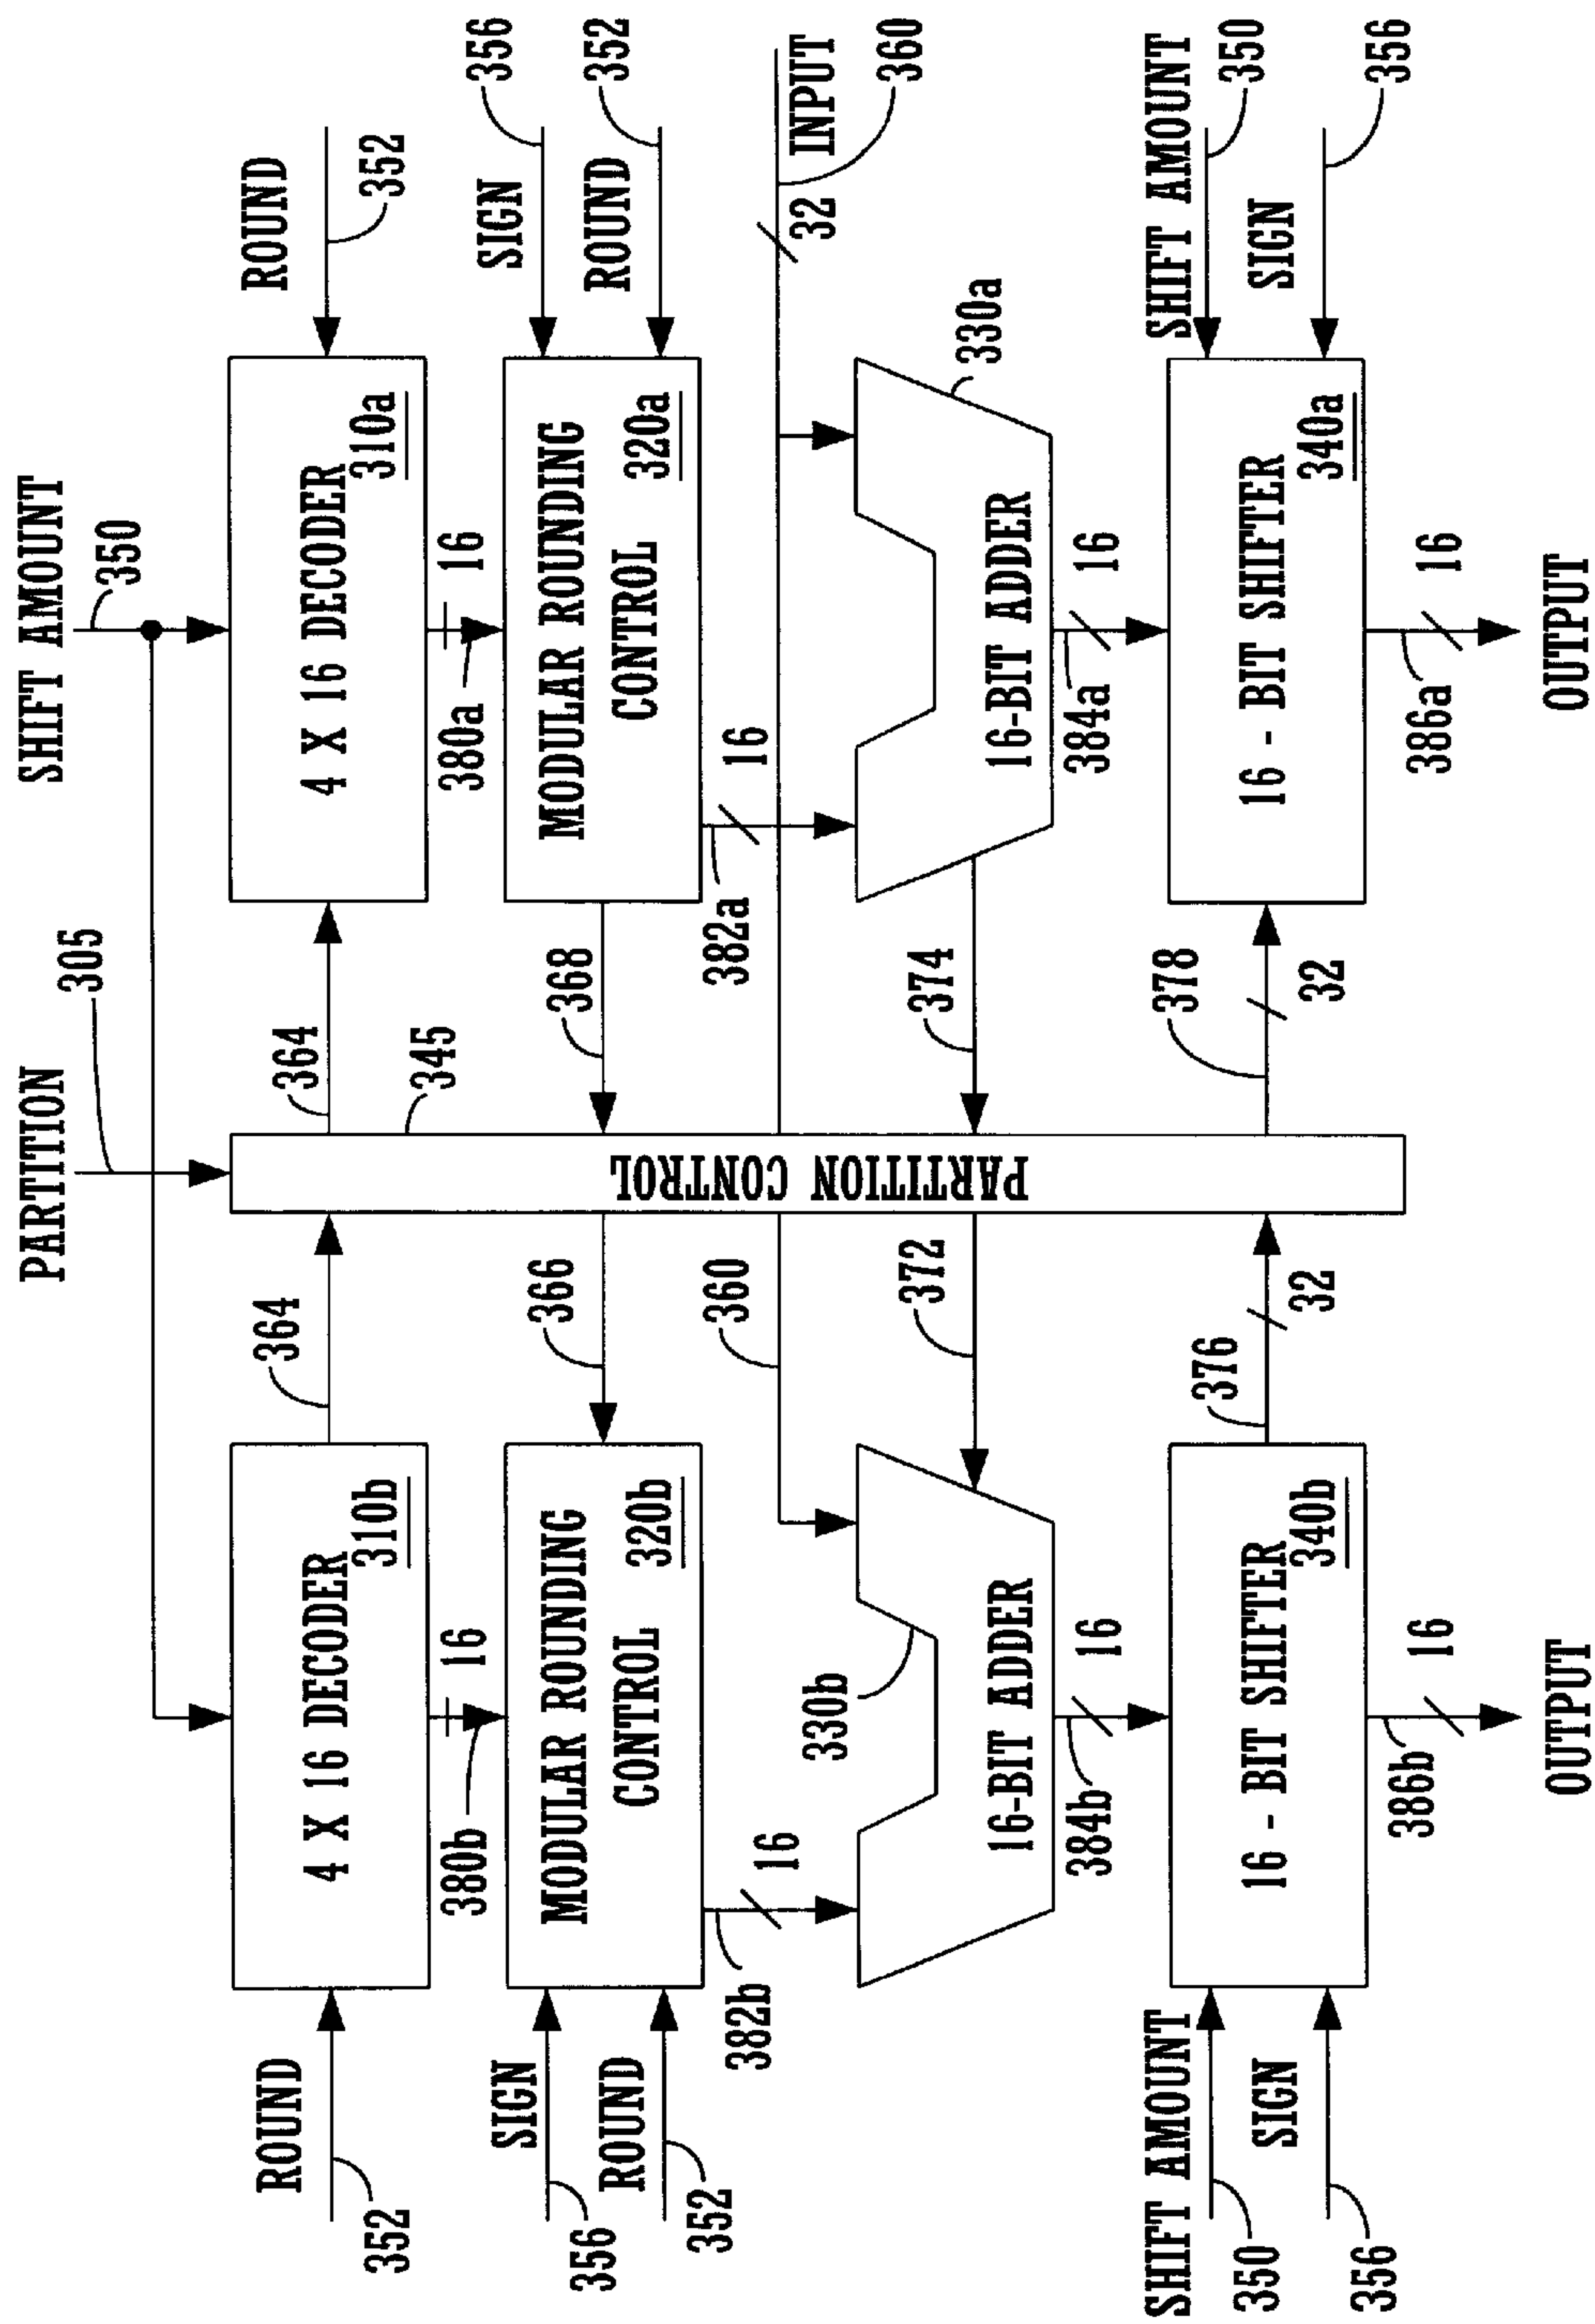 PARTITION
SHIFT AMOUNT
305
350
ROUND
352
4 X 16 DECODER
310b
364
364
4 X 16 DECODER
310a
ROUND
352
345
380b
16
380a
16
SIGN
356
ROUND
352
MODULAR ROUNDING
CONTROL
320b
366
368
MODULAR ROUNDING
CONTROL
320a
SIGN
356
ROUND
352
382b
16
360
382a
16
32
INPUT
360
330b
16-BIT ADDER
372
374
16-BIT ADDER
330a
PARTITION CONTROL
384b
16
384a
16
SHIFT AMOUNT
350
SIGN
356
16 - BIT SHIFTER
340b
376
32
378
32
16 - BIT SHIFTER
340a
SHIFT AMOUNT
350
SIGN
356
386b
16
386a
16
OUTPUT
OUTPUT